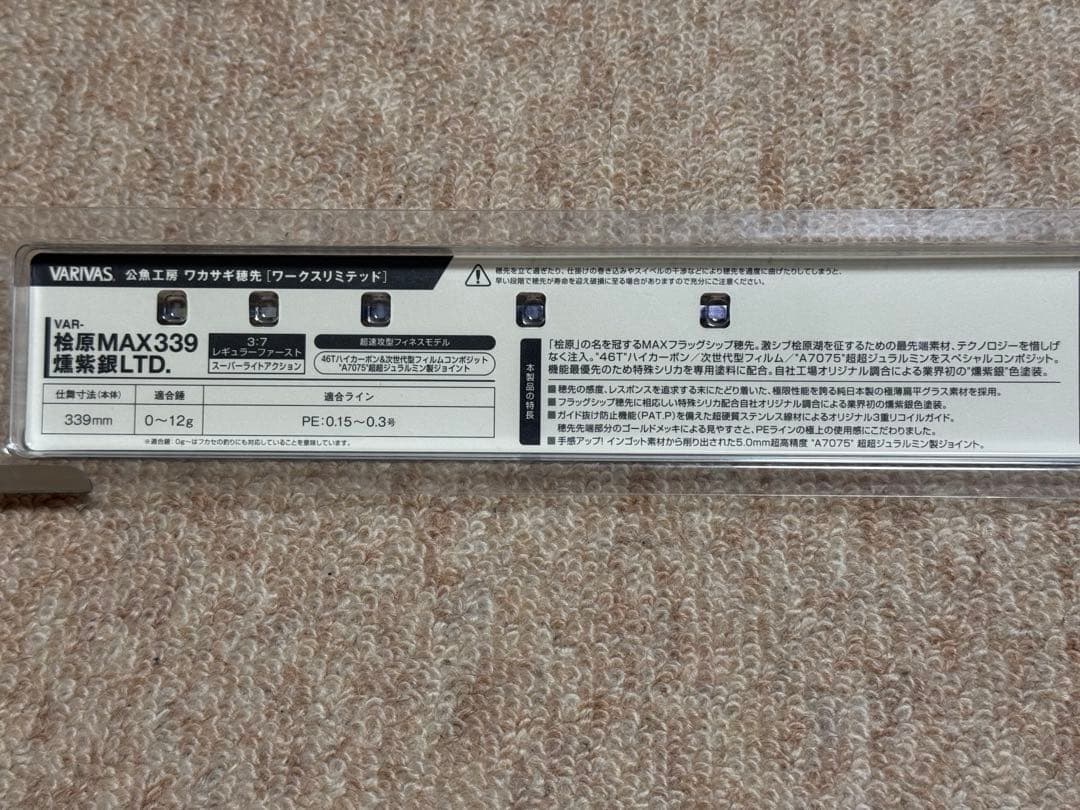 VARIVAS. 公魚工房 ワカサギ穂先 [ワークスリミテッド]
穂先を立て過ぎたり、仕掛けの巻き込みやスイベルの干渉などにより穂先を過度に曲げたりしてしまうと、
早い段階で穂先が寿命を迎え破損に至る場合がありますので充分にご注意ください。
VAR-
桧原MAX339
燻紫銀LTD.
3:7
レギュラーファースト
スーパーライトアクション
超速攻型フィネスモデル
46Tハイカーボン&次世代型フィルムコンポジット
"A7075"超超ジュラルミン製ジョイント
仕舞寸法(本体) 適合錘 適合ライン
339mm 0〜12g PE:0.15〜0.3号
※適合錘:0g〜はフカセの釣りにも対応していることを意味しています。
本製品の特長
「桧原」の名を冠するMAXフラッグシップ穂先。激シブ桧原湖を征するための最先端素材、テクノロジーを惜しげ
なく注入。"46T"ハイカーボン/次世代型フィルム/"A7075"超超ジュラルミンをスペシャルコンポジット。
機能最優先のため特殊シリカを専用塗料に配合。自社工場オリジナル調合による業界初の"燻紫銀"色塗装。
■穂先の感度、レスポンスを追求する末にたどり着いた、極限性能を誇る純日本製の極薄扁平グラス素材を採用。
■フラッグシップ穂先に相応しい特殊シリカ配合自社オリジナル調合による業界初の燻紫銀色塗装。
■ガイド抜け防止機能(PAT.P)を備えた超硬質ステンレス線材によるオリジナル3重リコイルガイド。
穂先先端部分のゴールドメッキによる見やすさと、PEラインの極上の使用感にこだわりました。
■手感アップ!インゴット素材から削り出された5.0mm超高精度"A7075"超超ジュラルミン製ジョイント。